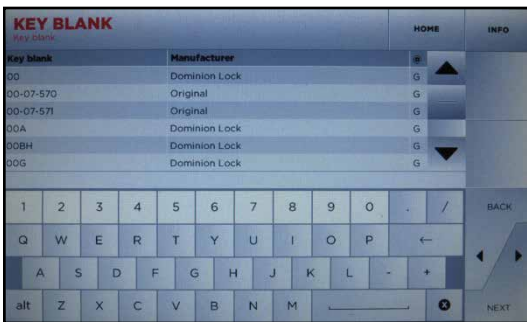 KEY BLANK
Key blank
HOME
INFO
Key blank Manufacturer @
00 Dominion Lock G
00-07-570 Original G
00-07-571 Original G
00A Dominion Lock G
00BH Dominion Lock G
00G Dominion Lock G
1 2 3 4 5 6 7 8 9 0 . /
BACK
Q W E R T Y U I O P ←
A S D F G H J K L - +
alt Z X C V B N M
NEXT